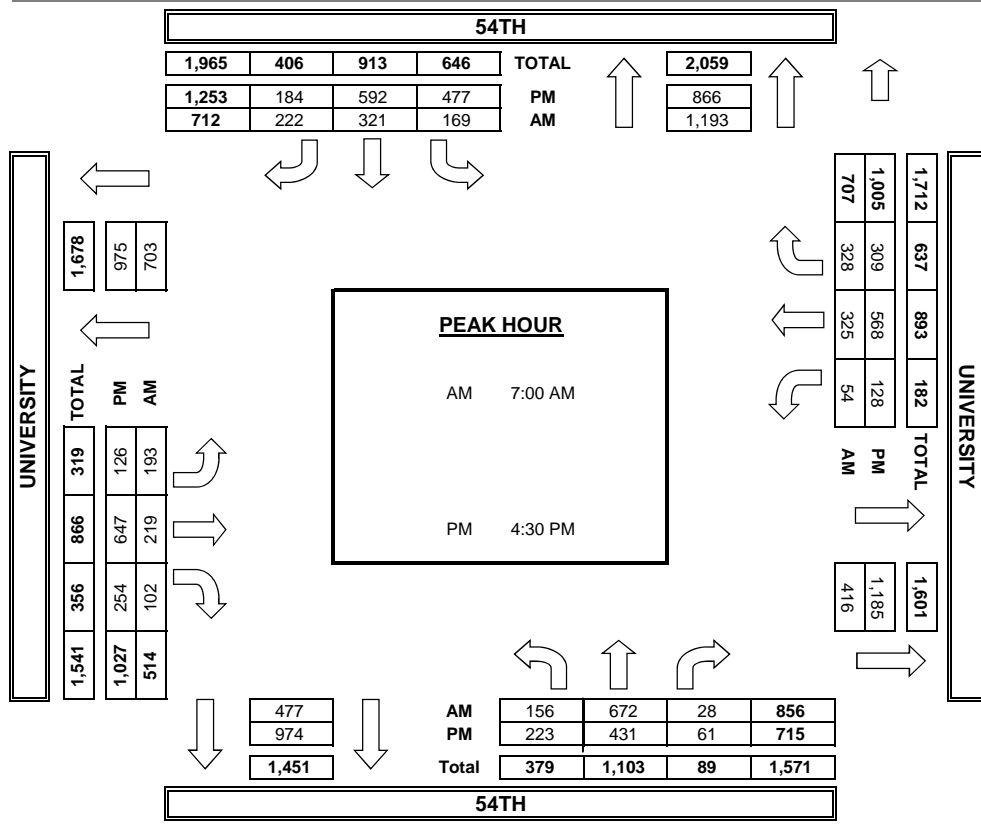 54TH
1,965 406 913 646 TOTAL 2,059
1,253 184 592 477 PM 866
712 222 321 169 AM 1,193
UNIVERSITY
1,678
975 703
TOTAL PM AM
319 126 193
866 647 219
356 254 102
1,541 1,027 514
PEAK HOUR
AM 7:00 AM
PM 4:30 PM
707 1,005 1,712
328 309 637
325 568 893
54 128 182
AM PM TOTAL
416 1,185 1,601
UNIVERSITY
477 AM 156 672 28 856
974 PM 223 431 61 715
1,451 Total 379 1,103 89 1,571
54TH